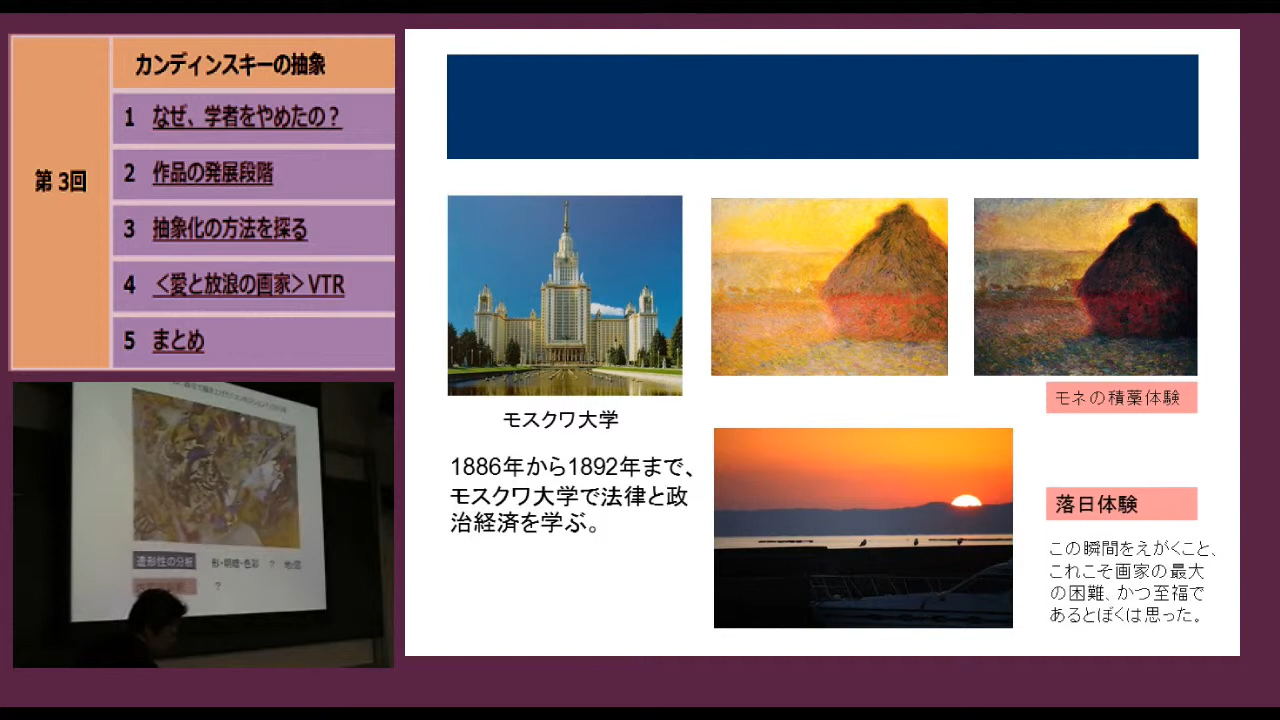 カンディンスキーの抽象
第 3回
1 なぜ、学者をやめたの？
2 作品の発展段階
3 抽象化の方法を探る
4 ＜愛と放浪の画家＞VTR
5 まとめ
モスクワ大学
1886年から1892年まで、
モスクワ大学で法律と政
治経済を学ぶ。
モネの積藁体験
落日体験
この瞬間をえがくこと、
これこそ画家の最大
の困難、かつ至福で
あるとぼくは思った。
造形性の分析
形・明暗・色彩 ？
？